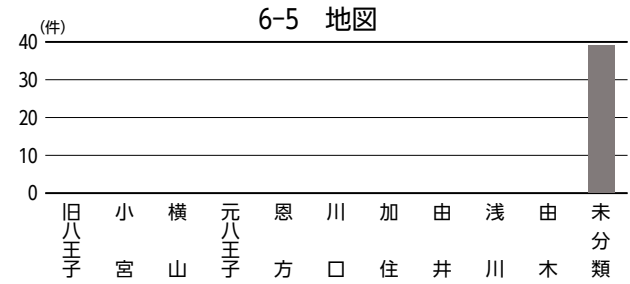 6-5 地図
(件)
40
30
20
10
0
旧八王子
小宮
横山
元八王子
恩方
川口
加住
由井
浅川
由木
未分類